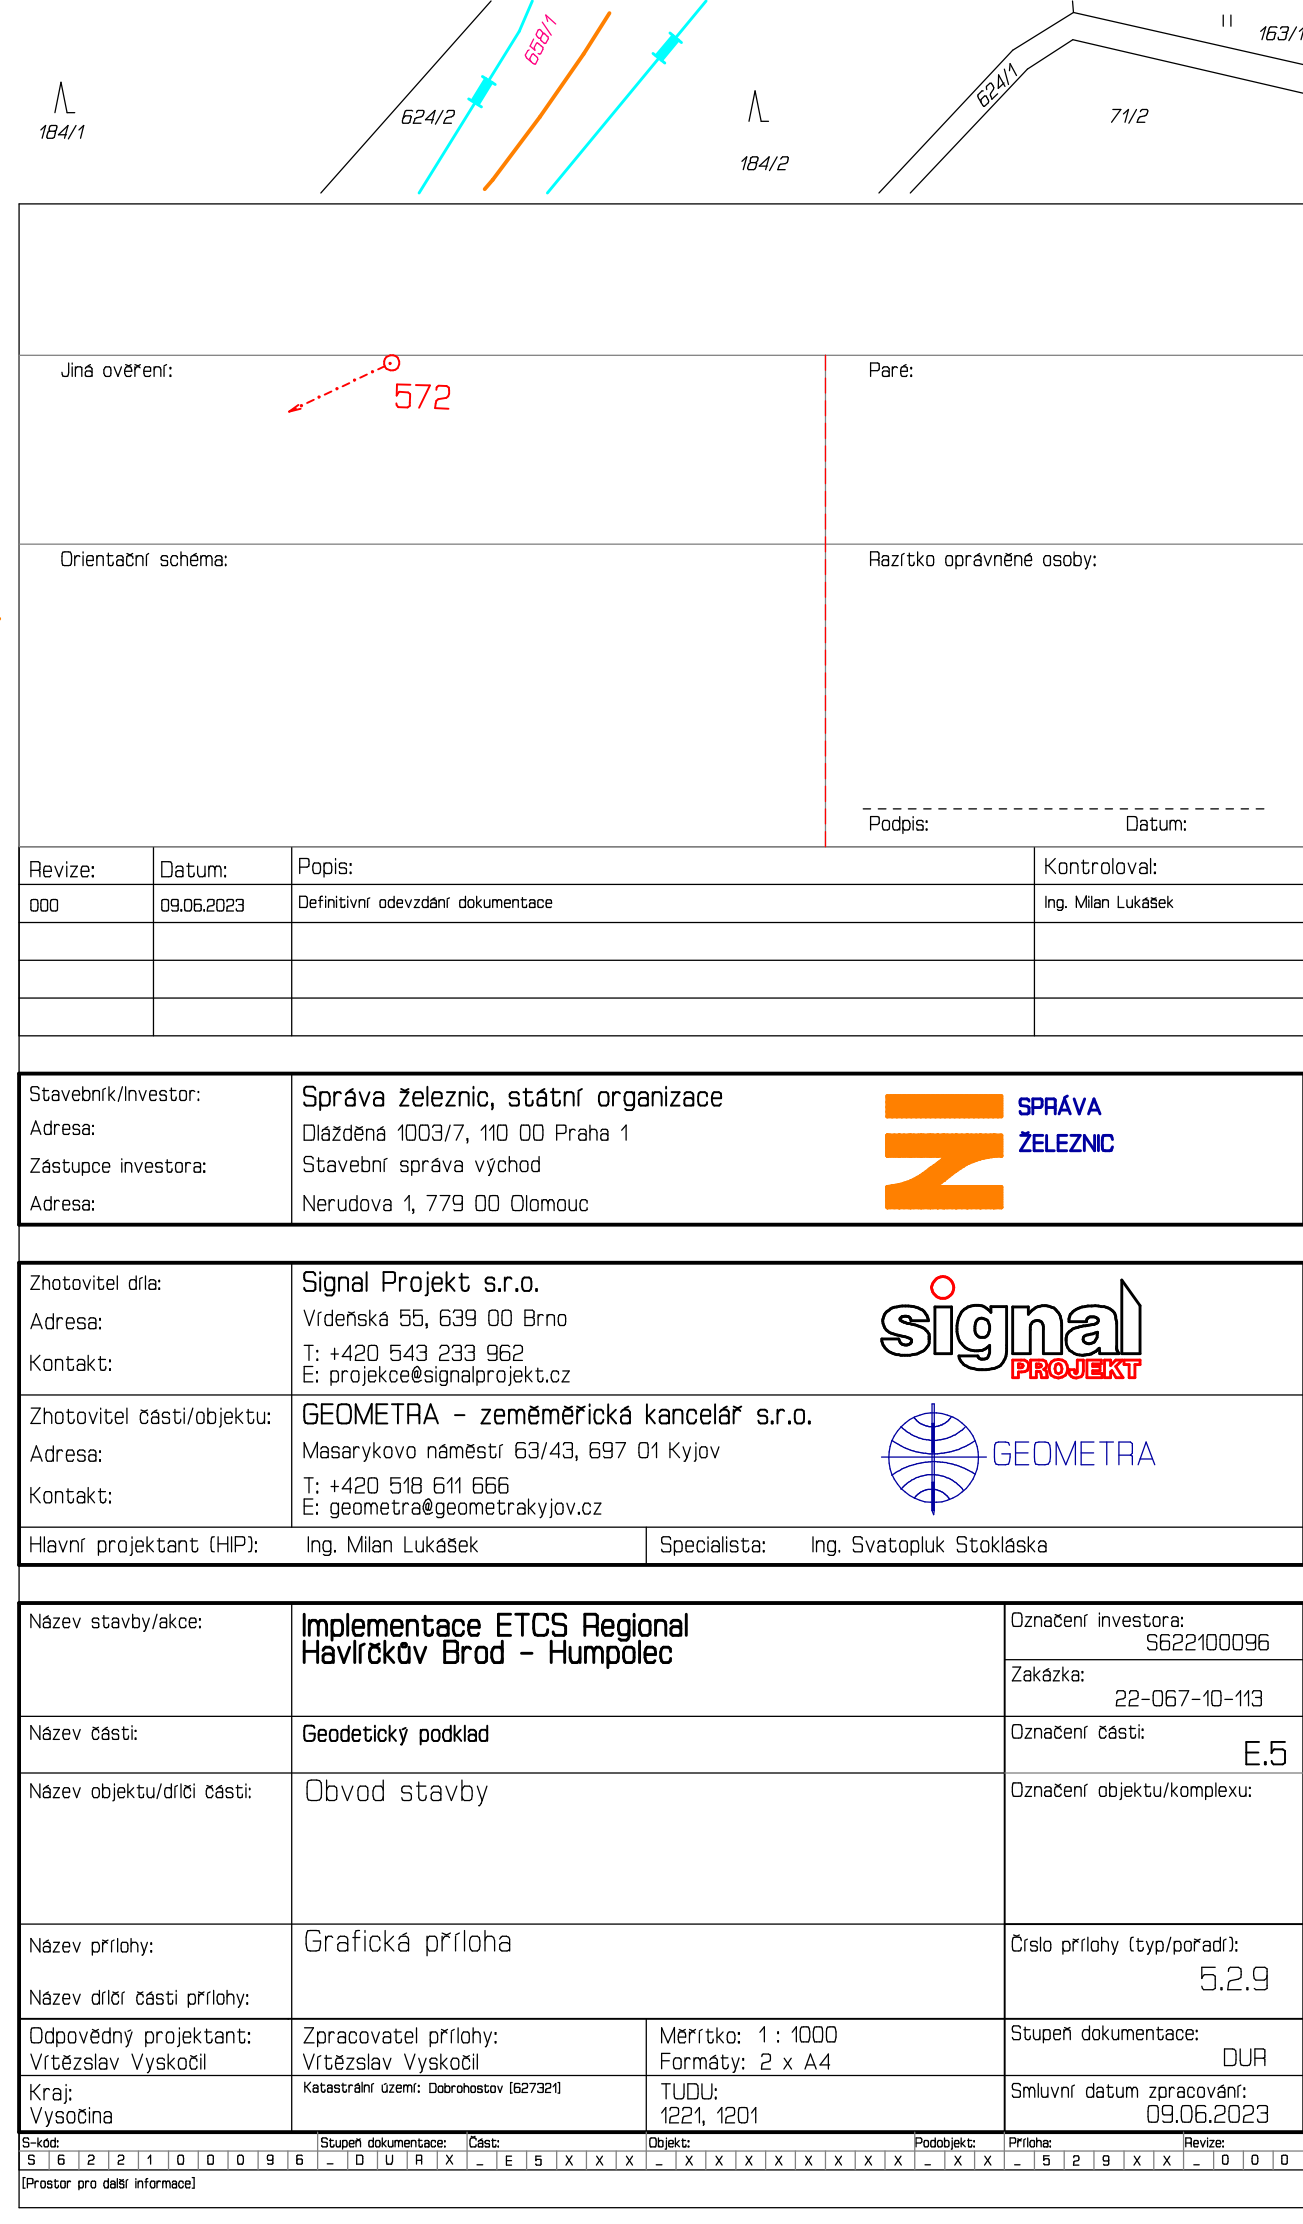 658/1
163/1
624/1
624/2
71/2
184/1
184/2
Jiná ověření:
572
Paré:
Orientační schéma:
Razítko oprávněné osoby:
Podpis: Datum:
Revize: Datum: Popis: Kontroloval:
000 09.06.2023 Definitivní odevzdání dokumentace Ing. Milan Lukášek
Stavebník/Investor: Správa železnic, státní organizace
Adresa: Dlážděná 1003/7, 110 00 Praha 1
Zástupce investora: Stavební správa východ
Adresa: Nerudova 1, 779 00 Olomouc
SPRÁVA
ŽELEZNIC
Zhotovitel díla: Signal Projekt s.r.o.
Adresa: Vídeňská 55, 639 00 Brno
Kontakt: T: +420 543 233 962
E: projekce@signalprojekt.cz
signal
PROJEKT
Zhotovitel části/objektu: GEOMETRA - zeměměřická kancelář s.r.o.
Adresa: Masarykovo náměstí 63/43, 697 01 Kyjov
Kontakt: T: +420 518 611 666
E: geometra@geometrakyjov.cz
GEOMETRA
Hlavní projektant (HIP): Ing. Milan Lukášek Specialista: Ing. Svatopluk Stokláska
Název stavby/akce: Implementace ETCS Regional
Havlíčkův Brod - Humpolec
Označení investora:
S622100096
Zakázka:
22-067-10-113
Název části: Geodetický podklad Označení části:
E.5
Název objektu/dílčí části: Obvod stavby Označení objektu/komplexu:
Název přílohy: Grafická příloha Číslo přílohy (typ/pořadí):
5.2.9
Název dílčí části přílohy:
Odpovědný projektant: Zpracovatel přílohy: Měřítko: 1 : 1000 Stupeň dokumentace:
Vítězslav Vyskočil Vítězslav Vyskočil Formáty: 2 x A4 DUR
Kraj: Katastrální území: Dobrohostov [627321] TUDU: Smluvní datum zpracování:
Vysočina 1221, 1201 09.06.2023
S-kód: Stupeň dokumentace: Část: Objekt: Podobjekt: Příloha: Revize:
S 6 2 2 1 0 0 0 9 6 _ D U R X _ E 5 X X X _ X X X X X X X X _ X X _ 5 2 9 X X _ 0 0 0
[Prostor pro další informace]